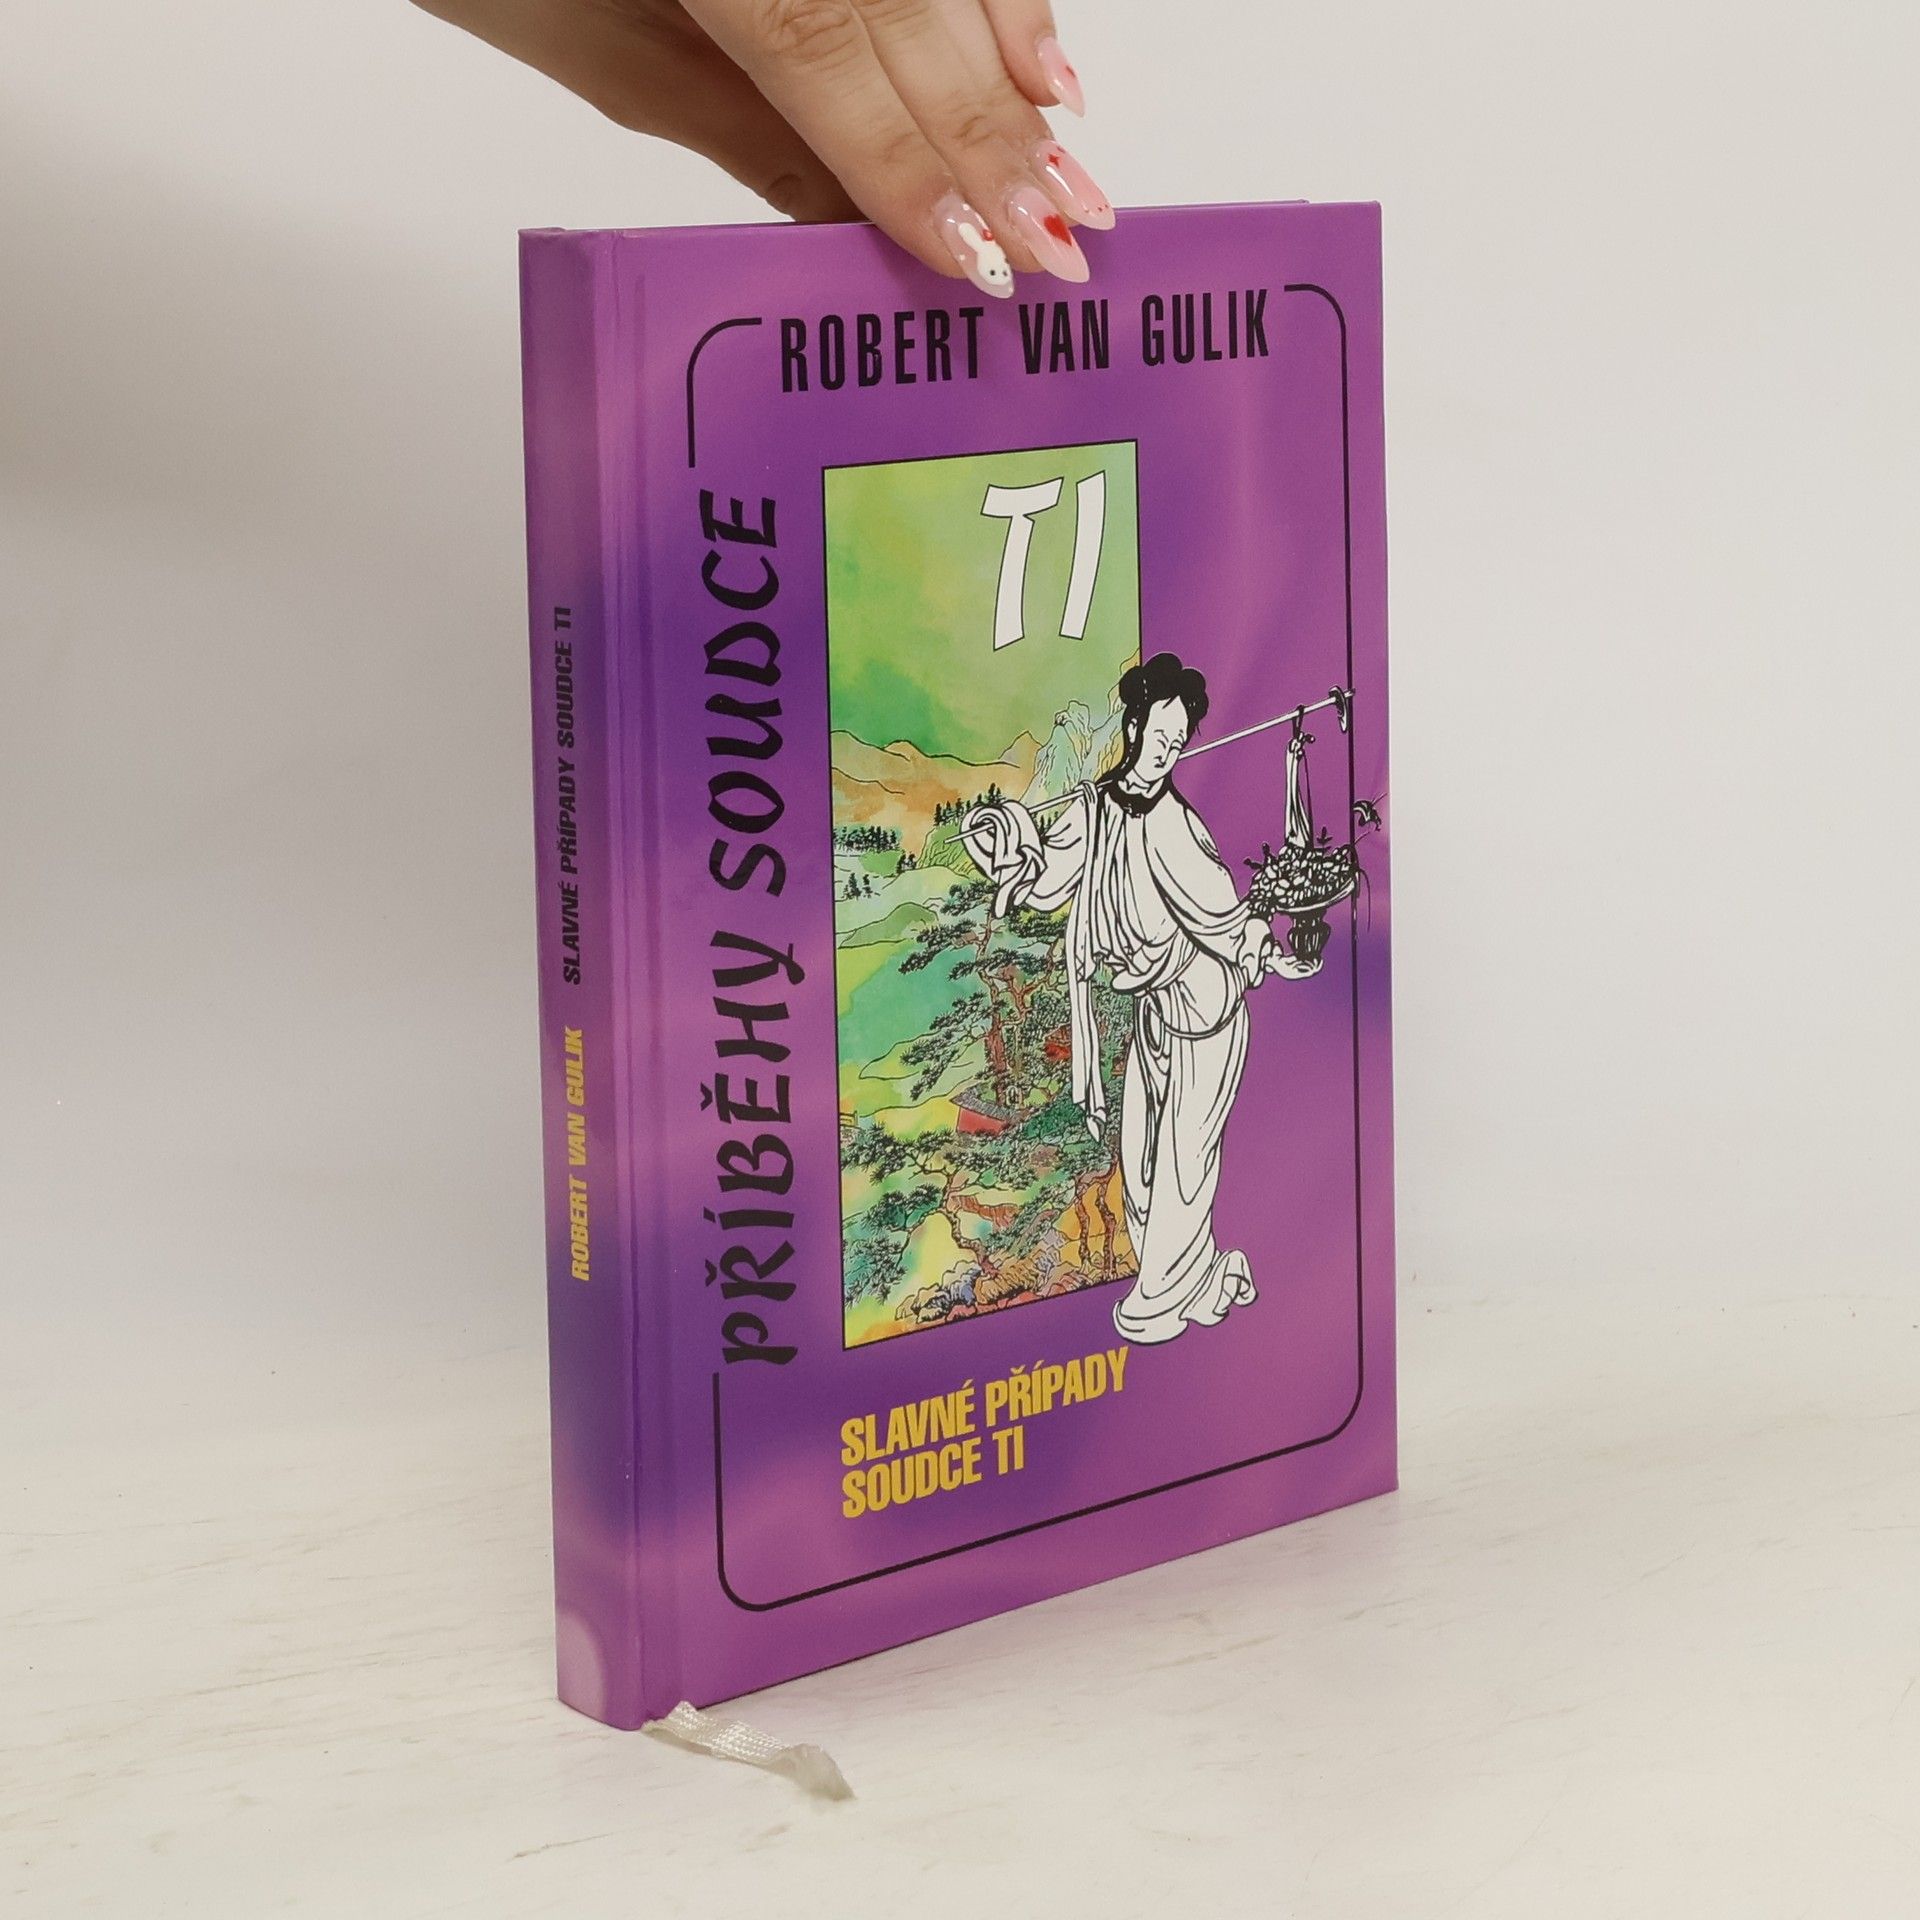 ROBERT VAN GULIK
PŘÍBĚHY SOUDCE
TI
SLAVNÉ PŘÍPADY
SOUDCE TI
ROBERT VAN GULIK SLAVNÉ PŘÍPADY SOUDCE TI